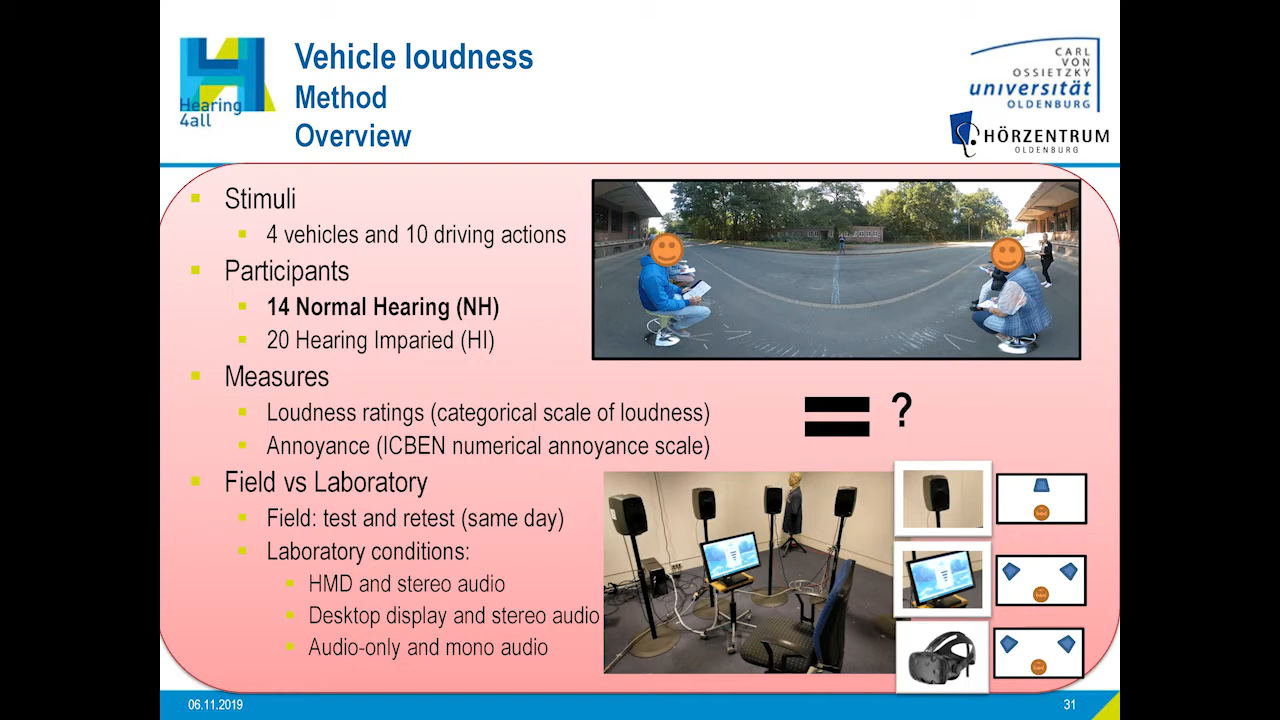 Hearing
4all
Vehicle loudness
Method
Overview
CARL
VON
OSSIETZKY
universität
OLDENBURG
HÖRZENTRUM
OLDENBURG
Stimuli
4 vehicles and 10 driving actions
Participants
14 Normal Hearing (NH)
20 Hearing Imparied (HI)
Measures
Loudness ratings (categorical scale of loudness)
Annoyance (ICBEN numerical annoyance scale)
= ?
Field vs Laboratory
Field: test and retest (same day)
Laboratory conditions:
HMD and stereo audio
Desktop display and stereo audio
Audio-only and mono audio
06.11.2019
31